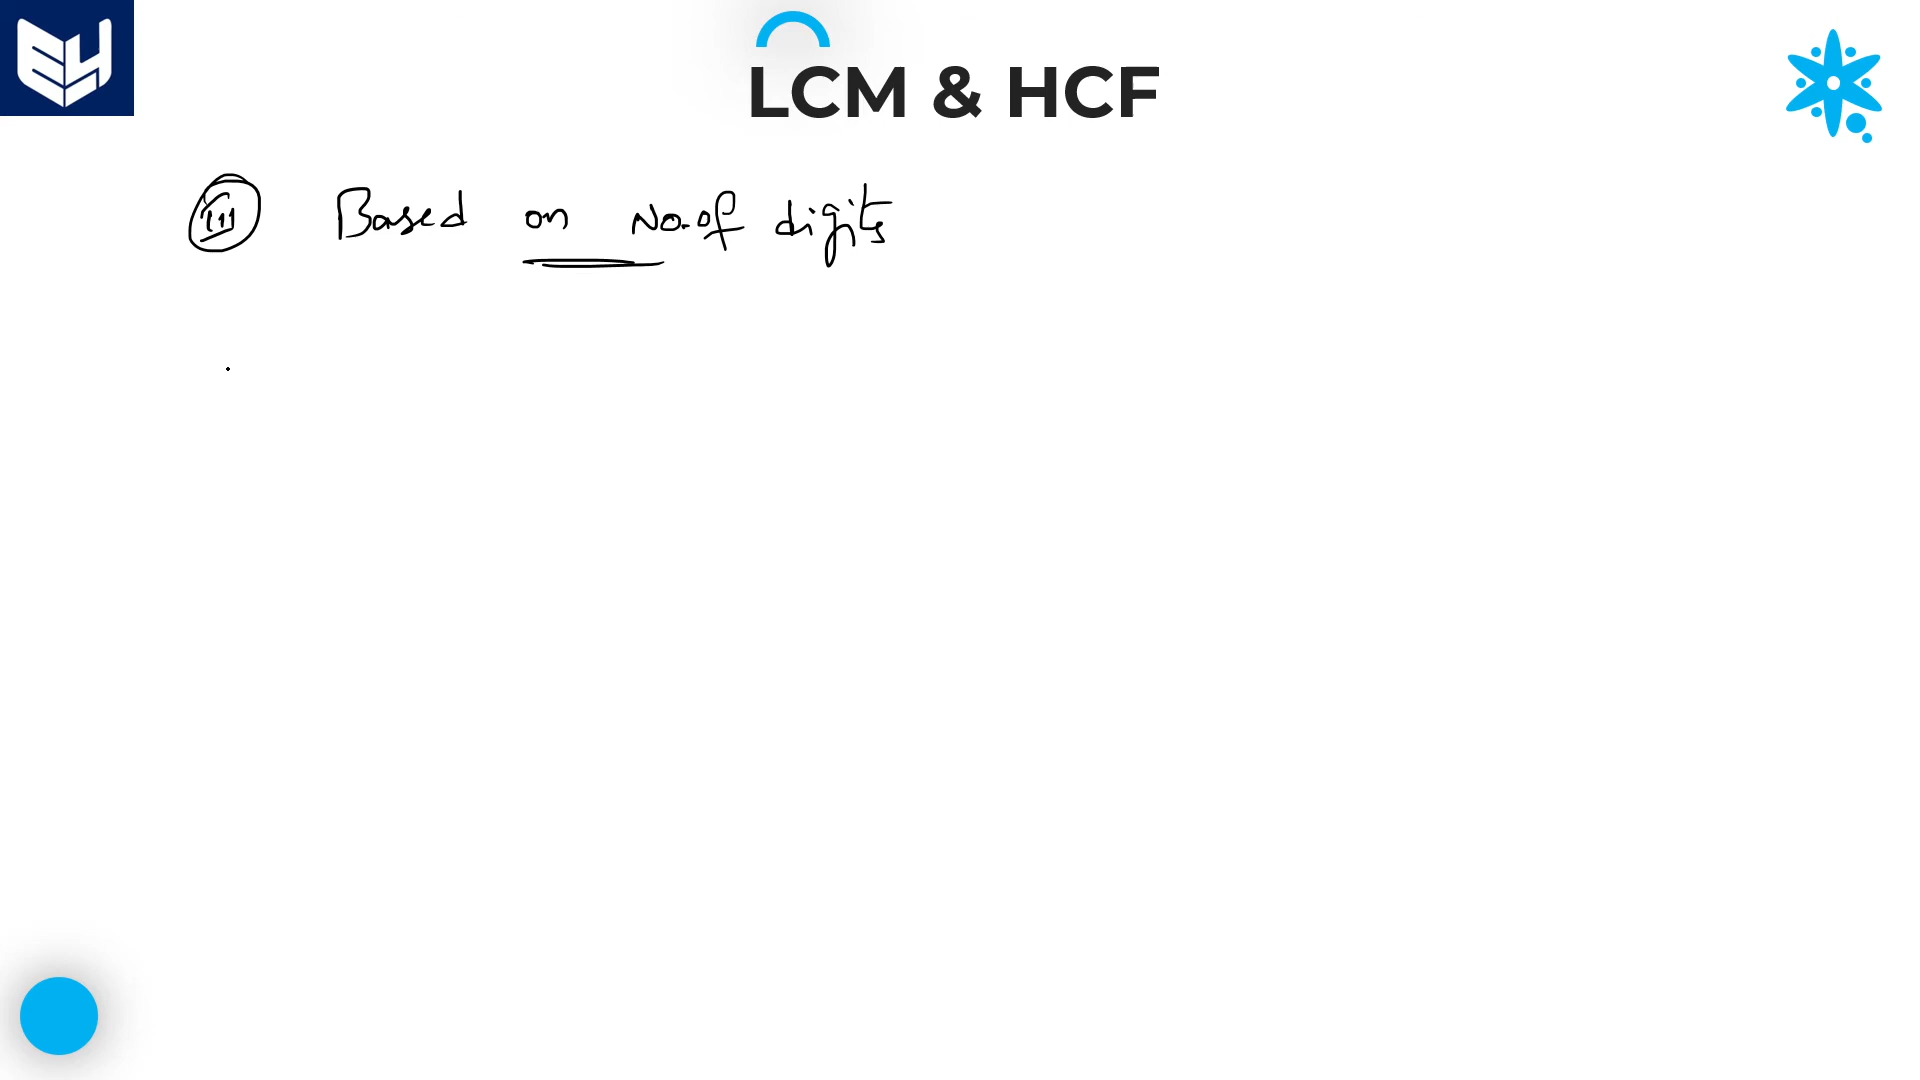 LCM & HCF
(iii) Based on No.of digits